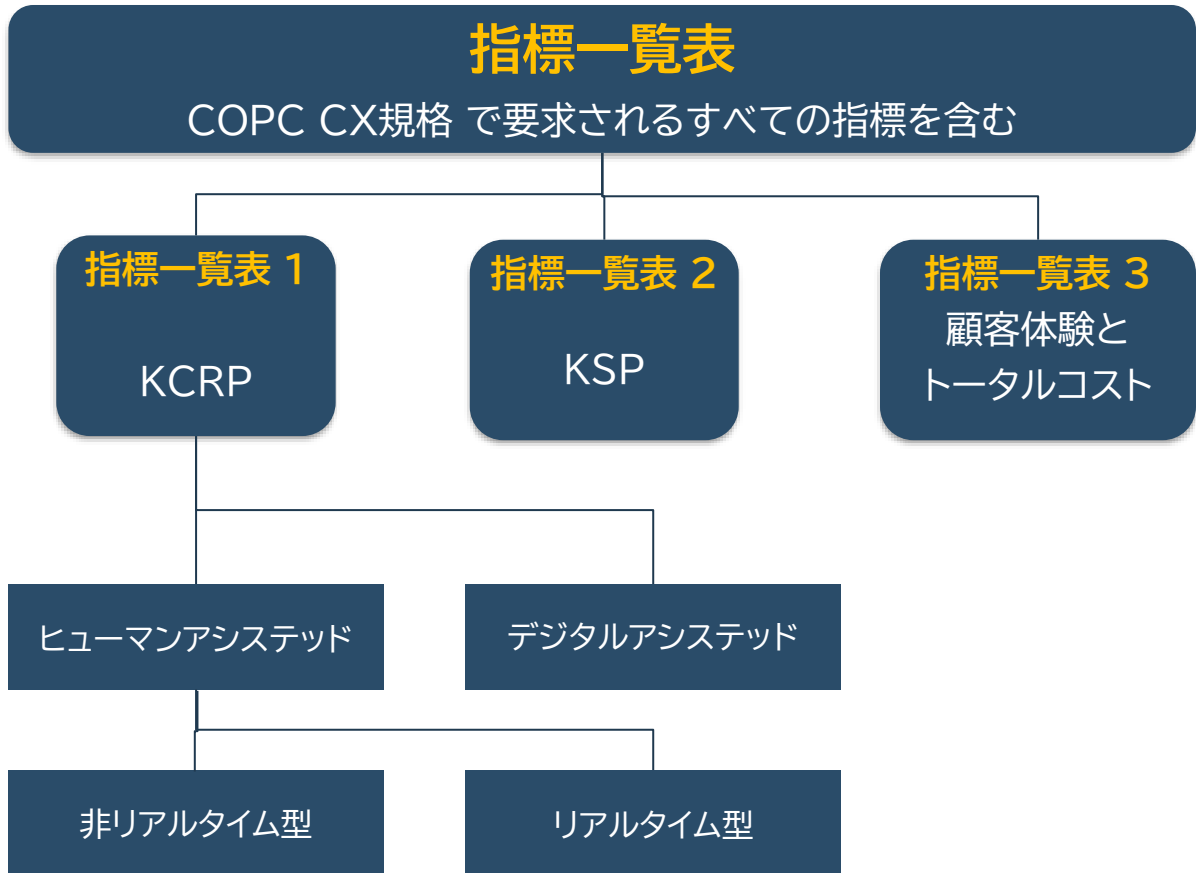 指標一覧表
COPC CX規格 で要求されるすべての指標を含む
指標一覧表 1
KCRP
指標一覧表 2
KSP
指標一覧表 3
顧客体験と
トータルコスト
ヒューマンアシステッド
デジタルアシステッド
非リアルタイム型
リアルタイム型